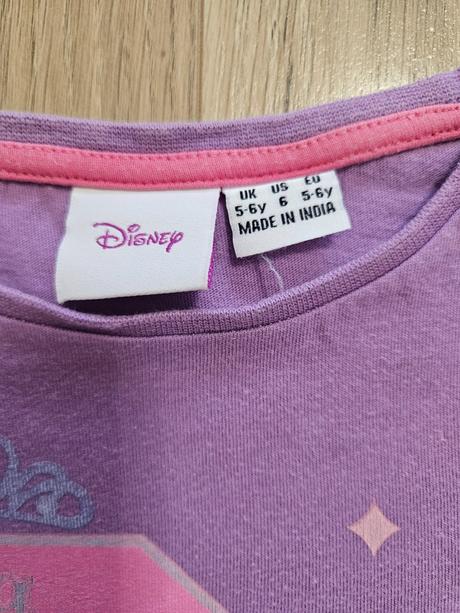 Disney
UK US EU
5-6y 6 5-6y
MADE IN INDIA